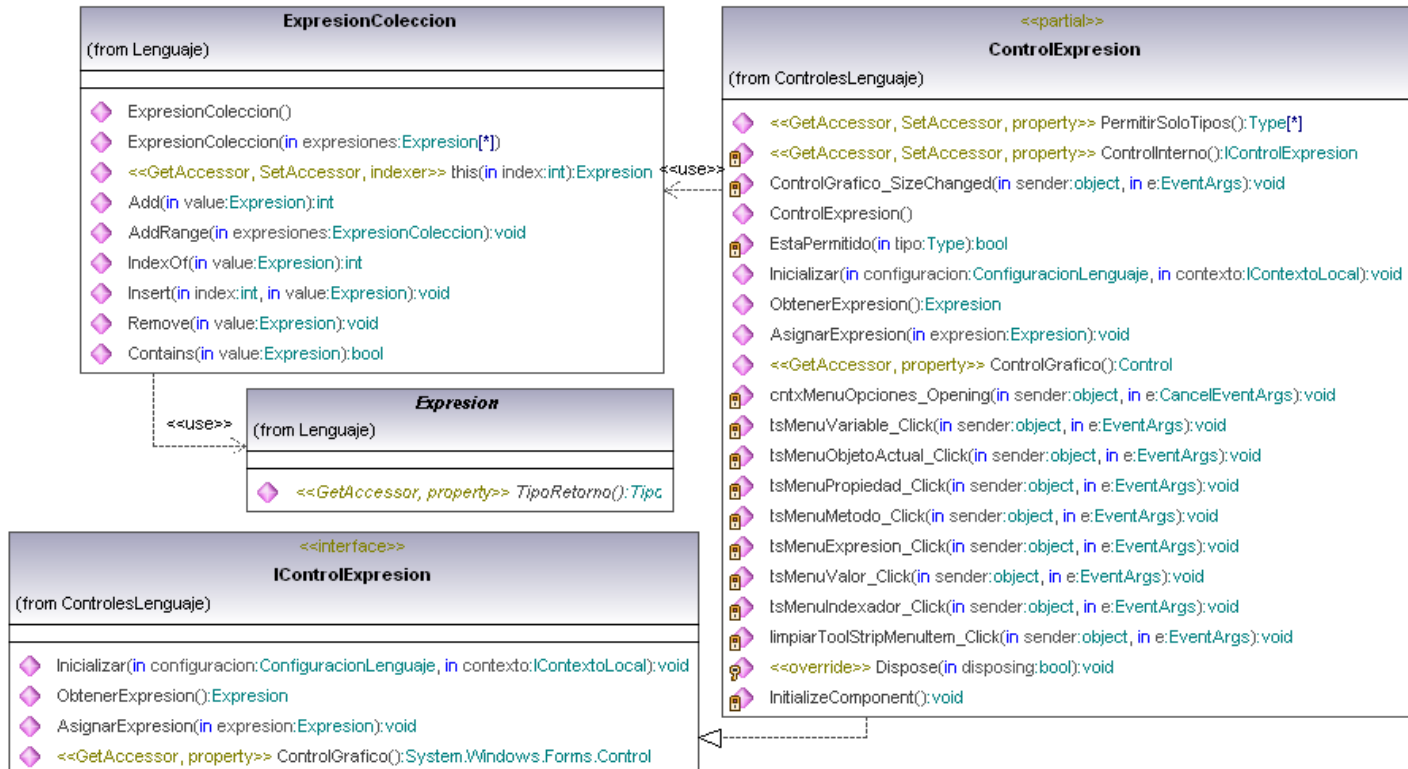 ExpresionColeccion
(from Lenguaje)
ExpresionColeccion()
ExpresionColeccion(in expresiones:Expresion[*])
<<GetAccessor, SetAccessor, indexer>> this(in index:int):Expresion
Add(in value:Expresion):int
AddRange(in expresiones:ExpresionColeccion):void
IndexOf(in value:Expresion):int
Insert(in index:int, in value:Expresion):void
Remove(in value:Expresion):void
Contains(in value:Expresion):bool
<<use>>
<<use>>
Expresion
(from Lenguaje)
<<GetAccessor, property>> TipoRetorno():Tipo
<<interface>>
IControlExpresion
(from ControlesLenguaje)
Inicializar(in configuracion:ConfiguracionLenguaje, in contexto:IContextoLocal):void
ObtenerExpresion():Expresion
AsignarExpresion(in expresion:Expresion):void
<<GetAccessor, property>> ControlGrafico():System.Windows.Forms.Control
<<partial>>
ControlExpresion
(from ControlesLenguaje)
<<GetAccessor, SetAccessor, property>> PermitirSoloTipos():Type[*]
<<GetAccessor, SetAccessor, property>> ControlInterno():IControlExpresion
ControlGrafico_SizeChanged(in sender:object, in e:EventArgs):void
ControlExpresion()
EstaPermitido(in tipo:Type):bool
Inicializar(in configuracion:ConfiguracionLenguaje, in contexto:IContextoLocal):void
ObtenerExpresion():Expresion
AsignarExpresion(in expresion:Expresion):void
<<GetAccessor, property>> ControlGrafico():Control
cntxMenuOpciones_Opening(in sender:object, in e:CancelEventArgs):void
tsMenuVariable_Click(in sender:object, in e:EventArgs):void
tsMenuObjetoActual_Click(in sender:object, in e:EventArgs):void
tsMenuPropiedad_Click(in sender:object, in e:EventArgs):void
tsMenuMetodo_Click(in sender:object, in e:EventArgs):void
tsMenuExpresion_Click(in sender:object, in e:EventArgs):void
tsMenuValor_Click(in sender:object, in e:EventArgs):void
tsMenuIndexador_Click(in sender:object, in e:EventArgs):void
limpiarToolStripMenuItem_Click(in sender:object, in e:EventArgs):void
<<override>> Dispose(in disposing:bool):void
InitializeComponent():void